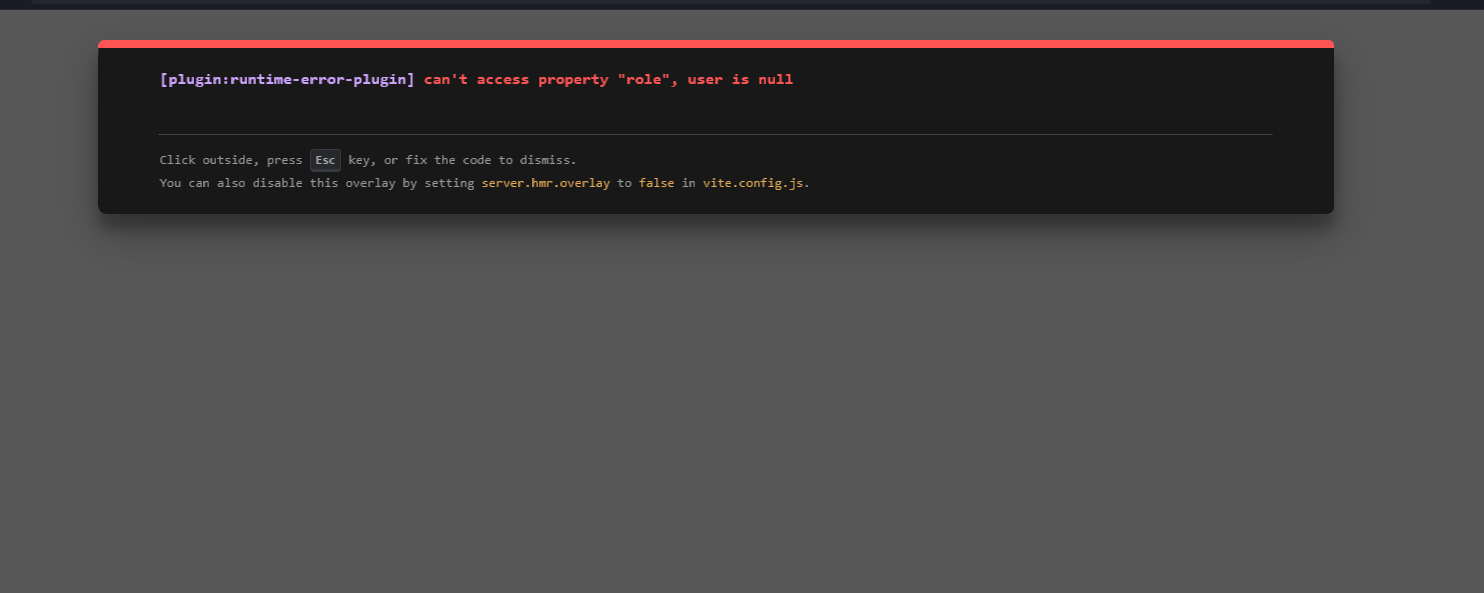 [plugin:runtime-error-plugin] can't access property "role", user is null
Click outside, press Esc key, or fix the code to dismiss.
You can also disable this overlay by setting server.hmr.overlay to false in vite.config.js.